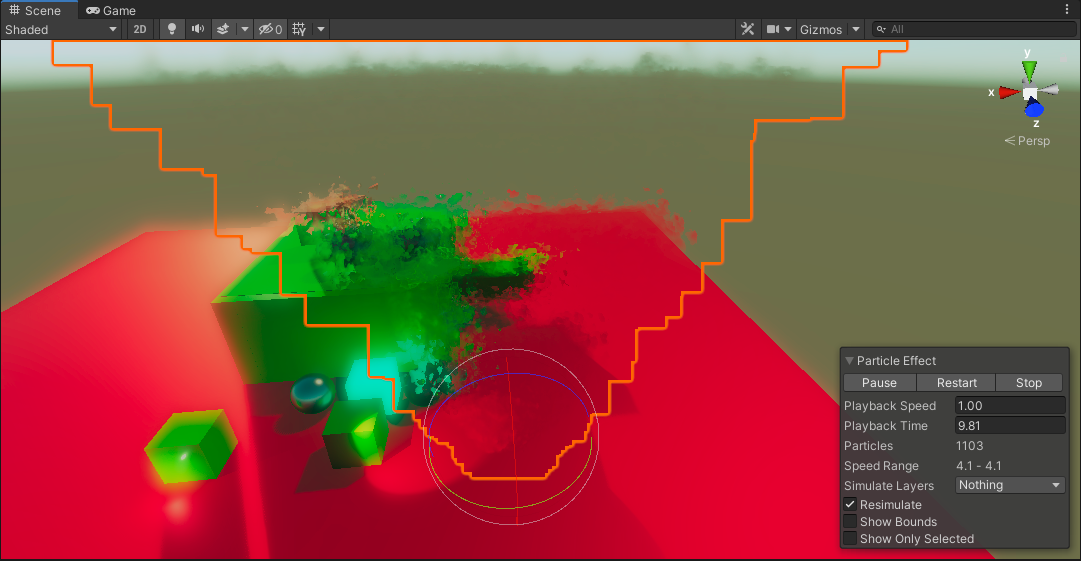 Scene Game
Shaded 2D 0 Gizmos All
y
x
z
Persp
Particle Effect
Pause Restart Stop
Playback Speed 1.00
Playback Time 9.81
Particles 1103
Speed Range 4.1 - 4.1
Simulate Layers Nothing
Resimulate
Show Bounds
Show Only Selected